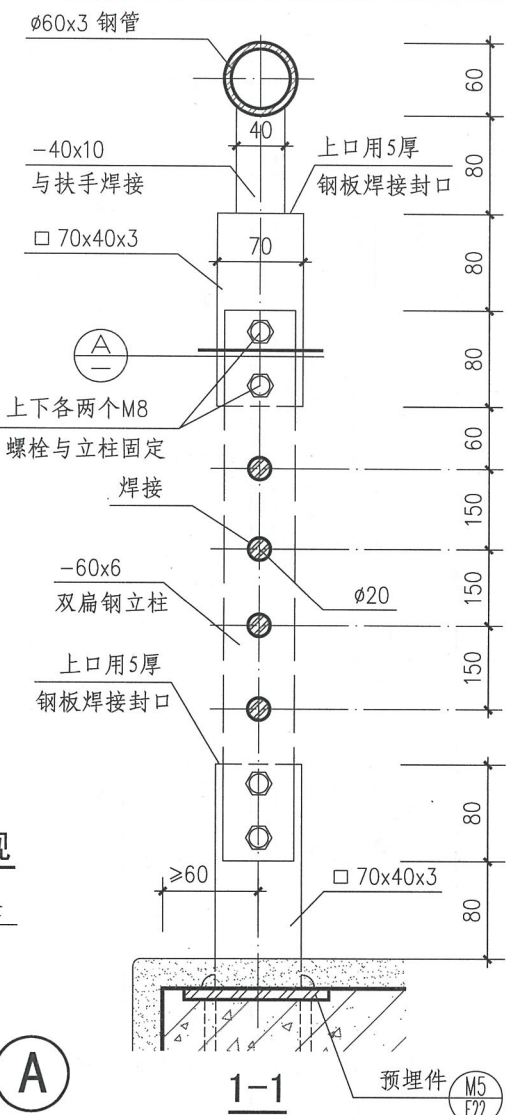 ø60x3 钢管
60
40
-40x10
与扶手焊接
上口用5厚
钢板焊接封口
80
□ 70x40x3
70
80
A
80
上下各两个M8
螺栓与立柱固定
60
焊接
150
-60x6
双扁钢立柱
ø20
150
上口用5厚
钢板焊接封口
150
80
≥60
□ 70x40x3
80
A
1-1
预埋件
M5